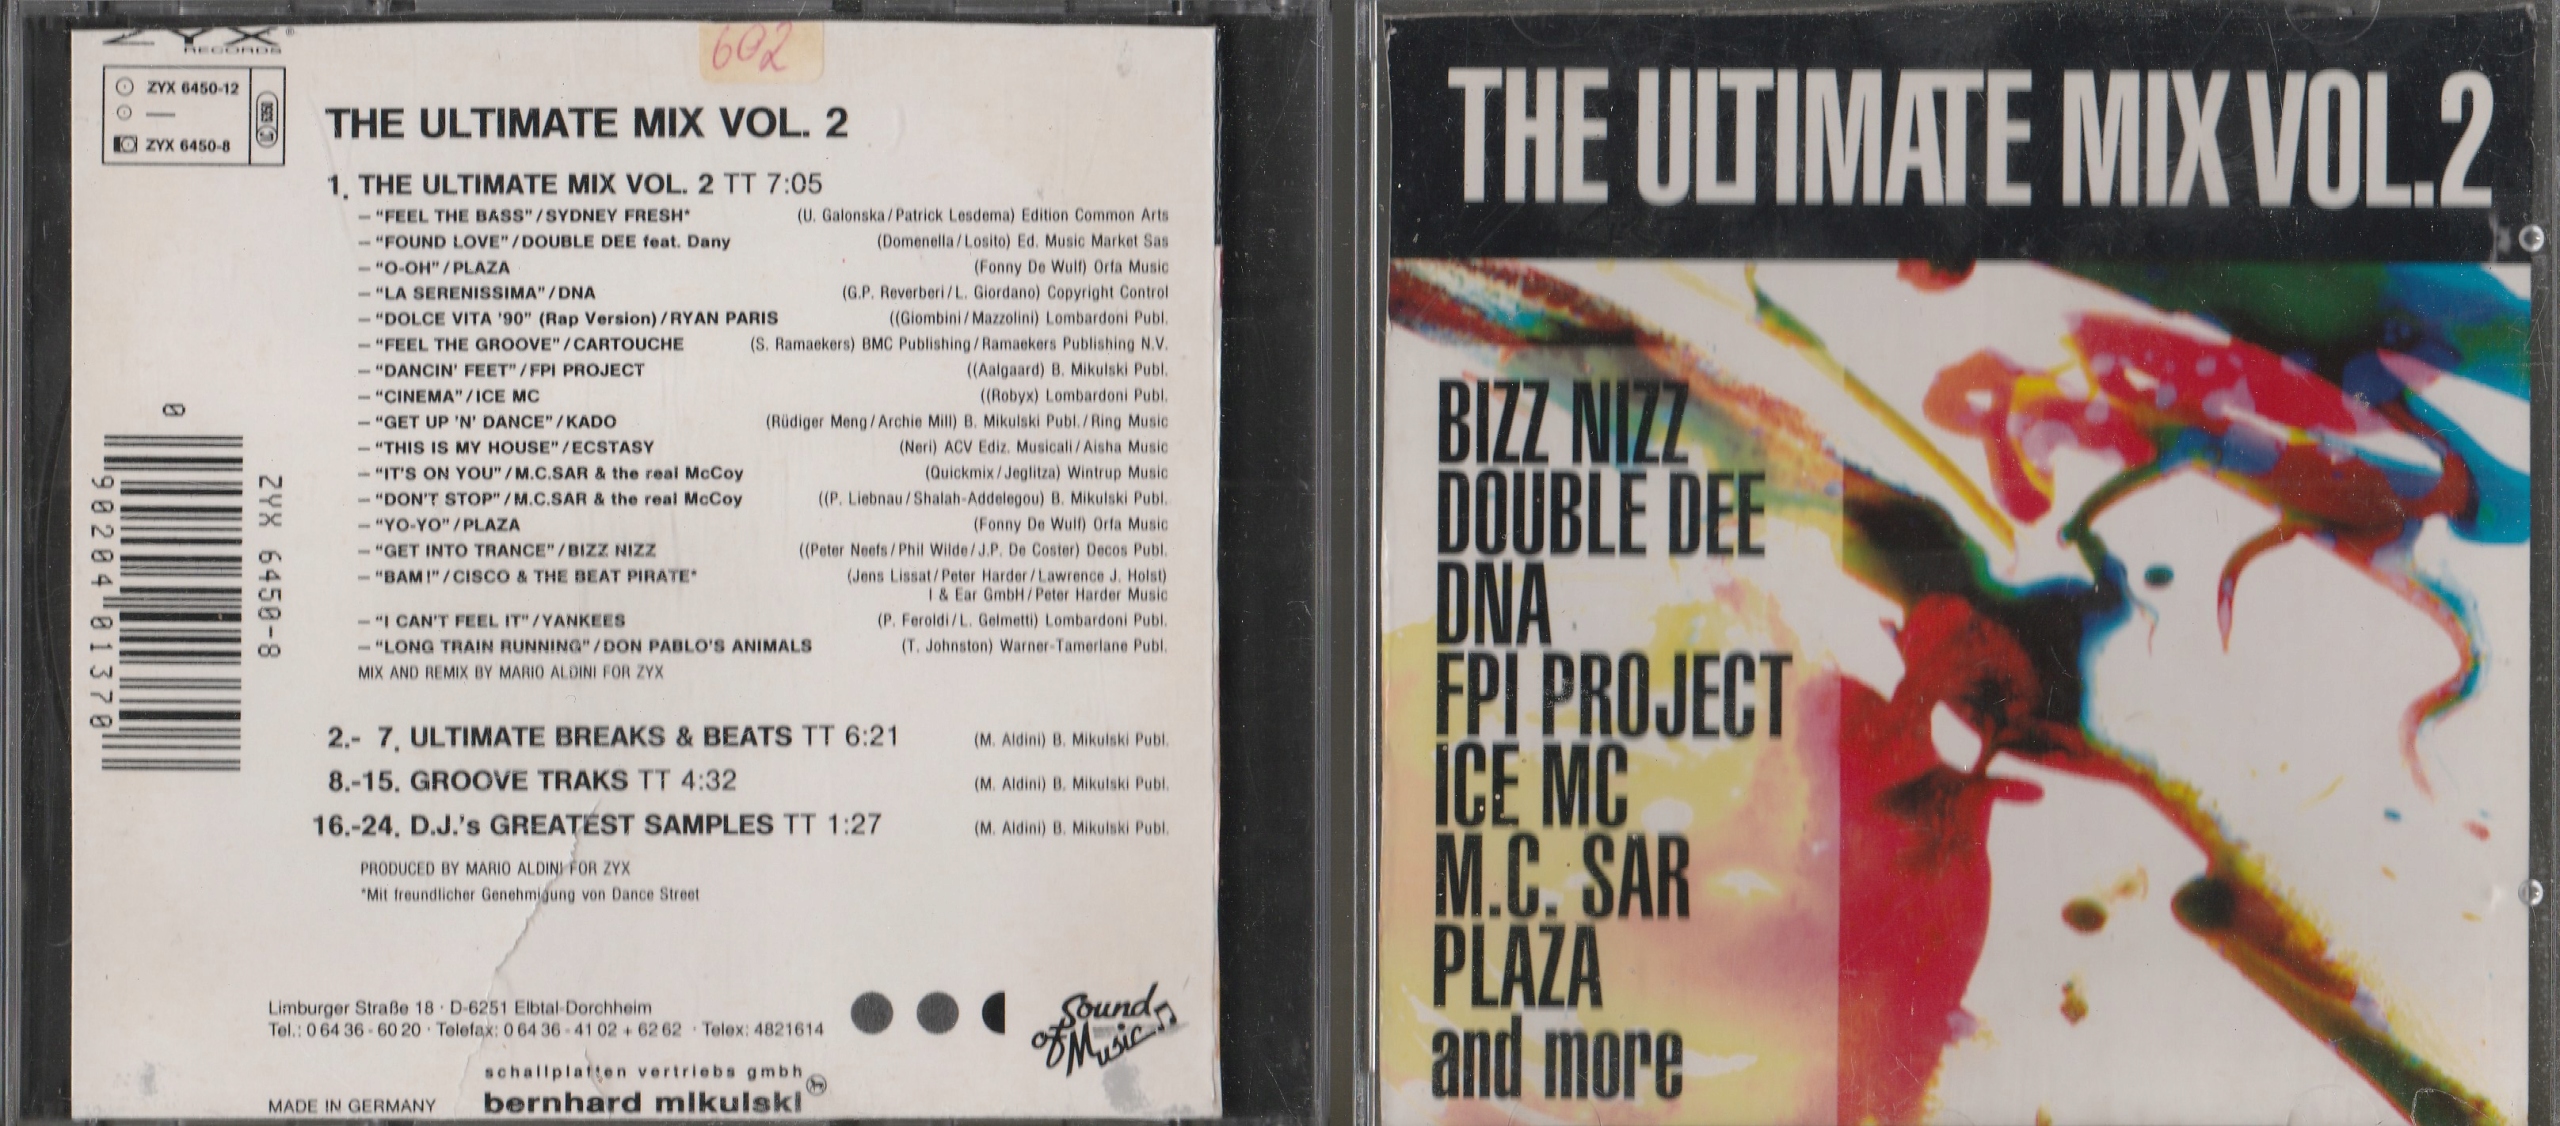 ZYX®
RECORDS
602
ZYX 6450-12
—
ZYX 6450-8
THE ULTIMATE MIX VOL. 2
1. THE ULTIMATE MIX VOL. 2 TT 7:05
– "FEEL THE BASS"/SYDNEY FRESH* (U. Galonska/Patrick Lesdema) Edition Common Arts
– "FOUND LOVE"/DOUBLE DEE feat. Dany (Domenella/Losito) Ed. Music Market Sas
– "O-OH"/PLAZA (Fonny De Wulf) Orfa Music
– "LA SERENISSIMA"/DNA (G.P. Reverberi/L. Giordano) Copyright Control
– "DOLCE VITA '90" (Rap Version)/RYAN PARIS ((Giombini/Mazzolini) Lombardoni Publ.
– "FEEL THE GROOVE"/CARTOUCHE (S. Ramaekers) BMC Publishing/Ramaekers Publishing N.V.
– "DANCIN' FEET"/FPI PROJECT ((Aalgaard) B. Mikulski Publ.
– "CINEMA"/ICE MC ((Robyx) Lombardoni Publ.
– "GET UP 'N' DANCE"/KADO (Rüdiger Meng/Archie Mill) B. Mikulski Publ./Ring Music
– "THIS IS MY HOUSE"/ECSTASY (Neri) ACV Ediz. Musicali/Aisha Music
– "IT'S ON YOU"/M.C.SAR & the real McCoy (Quickmix/Jeglitza) Wintrup Music
– "DON'T STOP"/M.C.SAR & the real McCoy ((P. Liebnau/Shalah-Addelegou) B. Mikulski Publ.
– "YO-YO"/PLAZA (Fonny De Wulf) Orfa Music
– "GET INTO TRANCE"/BIZZ NIZZ ((Peter Neefs/Phil Wilde/J.P. De Coster) Decos Publ.
– "BAM!"/CISCO & THE BEAT PIRATE* (Jens Lissat/Peter Harder/Lawrence J. Holst)
I & Ear GmbH/Peter Harder Music
– "I CAN'T FEEL IT"/YANKEES (P. Feroldi/L. Gelmetti) Lombardoni Publ.
– "LONG TRAIN RUNNING"/DON PABLO'S ANIMALS (T. Johnston) Warner-Tamerlane Publ.
MIX AND REMIX BY MARIO ALDINI FOR ZYX
2.- 7. ULTIMATE BREAKS & BEATS TT 6:21 (M. Aldini) B. Mikulski Publ.
8.-15. GROOVE TRAKS TT 4:32 (M. Aldini) B. Mikulski Publ.
16.-24. D.J.'s GREATEST SAMPLES TT 1:27 (M. Aldini) B. Mikulski Publ.
PRODUCED BY MARIO ALDINI FOR ZYX
*Mit freundlicher Genehmigung von Dance Street
0
9 020401 370
ZYX 6450-8
Limburger Straße 18 · D-6251 Elbtal-Dorchheim
Tel.: 0 64 36 - 60 20 · Telefax: 0 64 36 - 41 02 + 62 62 · Telex: 4821614
Sound
of Music
schallplatten vertriebs gmbh
MADE IN GERMANY bernhard mikulski
THE ULTIMATE MIX VOL.2
BIZZ NIZZ
DOUBLE DEE
DNA
FPI PROJECT
ICE MC
M.C. SAR
PLAZA
and more